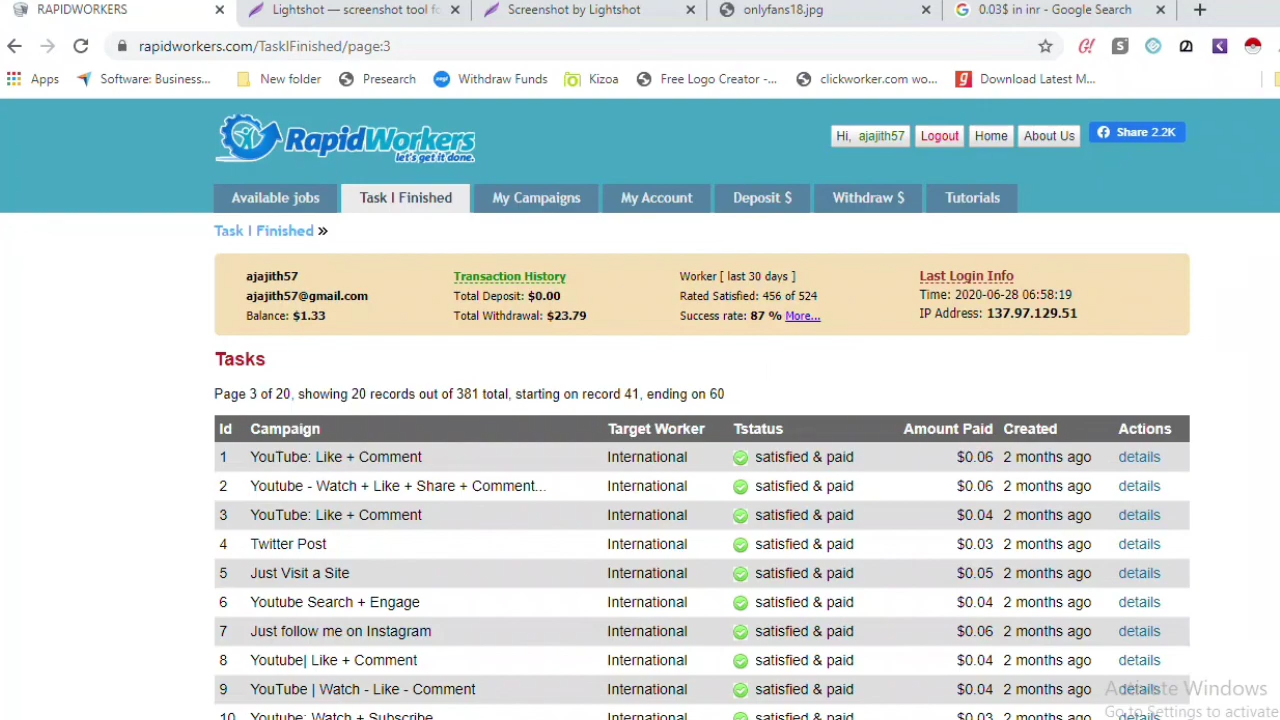 RAPIDWORKERS
Lightshot — screenshot tool fo
Screenshot by Lightshot
onlyfans18.jpg
0.03$ in inr - Google Search
rapidworkers.com/TaskIFinished/page:3
Apps
Software: Business...
New folder
Presearch
Withdraw Funds
Kizoa
Free Logo Creator -...
clickworker.com wo...
Download Latest M...
RapidWorkers
let's get it done.
Hi, ajajith57
Logout
Home
About Us
Share 2.2K
Available jobs
Task I Finished
My Campaigns
My Account
Deposit $
Withdraw $
Tutorials
Task I Finished »
ajajith57
ajajith57@gmail.com
Balance: $1.33
Transaction History
Total Deposit: $0.00
Total Withdrawal: $23.79
Worker [ last 30 days ]
Rated Satisfied: 456 of 524
Success rate: 87 % More...
Last Login Info
Time: 2020-06-28 06:58:19
IP Address: 137.97.129.51
Tasks
Page 3 of 20, showing 20 records out of 381 total, starting on record 41, ending on 60
Id Campaign Target Worker Tstatus Amount Paid Created Actions
1 YouTube: Like + Comment International satisfied & paid $0.06 2 months ago details
2 Youtube - Watch + Like + Share + Comment... International satisfied & paid $0.06 2 months ago details
3 YouTube: Like + Comment International satisfied & paid $0.04 2 months ago details
4 Twitter Post International satisfied & paid $0.03 2 months ago details
5 Just Visit a Site International satisfied & paid $0.05 2 months ago details
6 Youtube Search + Engage International satisfied & paid $0.04 2 months ago details
7 Just follow me on Instagram International satisfied & paid $0.06 2 months ago details
8 Youtube| Like + Comment International satisfied & paid $0.04 2 months ago details
9 YouTube | Watch - Like - Comment International satisfied & paid $0.04 2 months ago details
10 Youtube: Watch + Subscribe International satisfied & paid $0.03 2 months ago details
Activate Windows
Go to Settings to activate